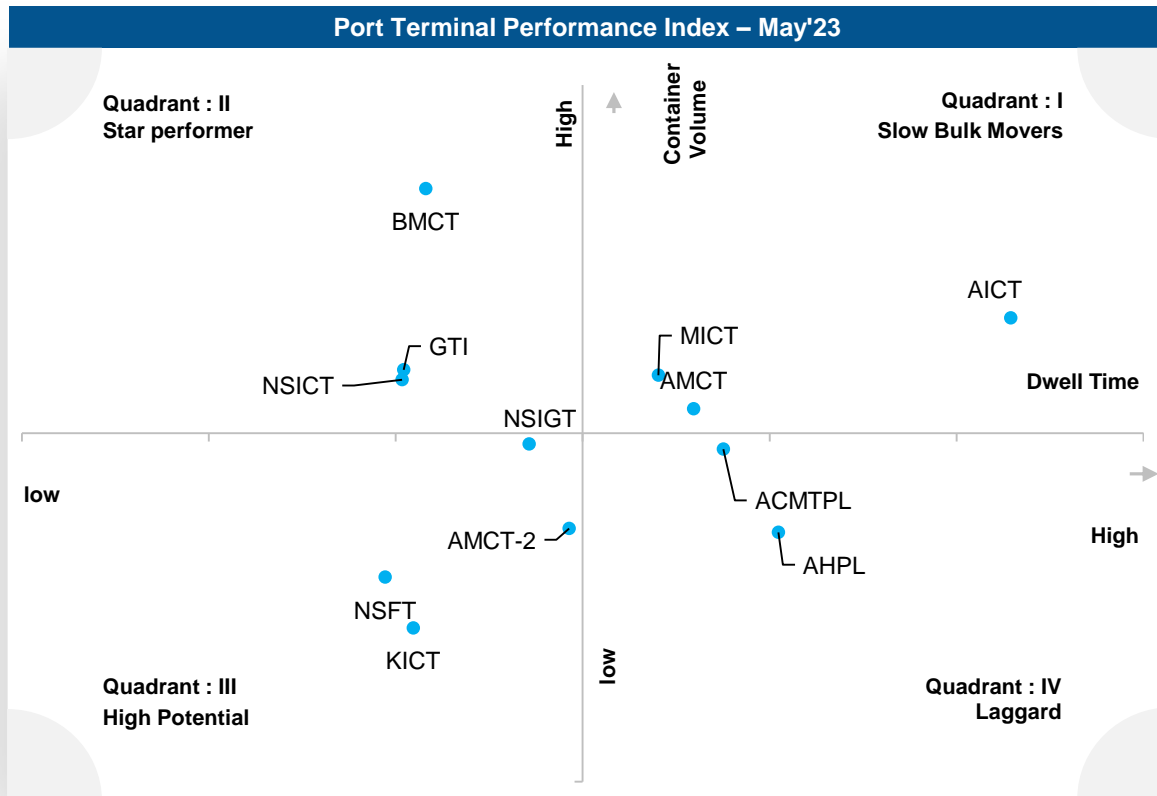 Port Terminal Performance Index – May'23
Quadrant : II
Star performer
High
Container
Volume
Quadrant : I
Slow Bulk Movers
BMCT
AICT
GTI
MICT
NSICT
AMCT
Dwell Time
NSIGT
low
ACMTPL
AMCT-2
High
AHPL
NSFT
KICT
low
Quadrant : III
High Potential
Quadrant : IV
Laggard